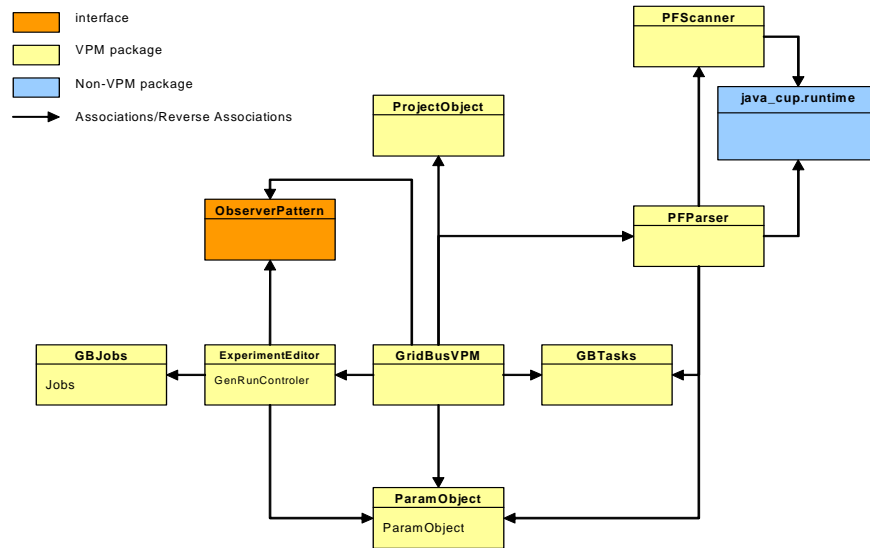 interface
VPM package
Non-VPM package
Associations/Reverse Associations
PFScanner
java_cup.runtime
ProjectObject
ObserverPattern
PFParser
GBJobs
Jobs
ExperimentEditor
GenRunControler
GridBusVPM
GBTasks
ParamObject
ParamObject